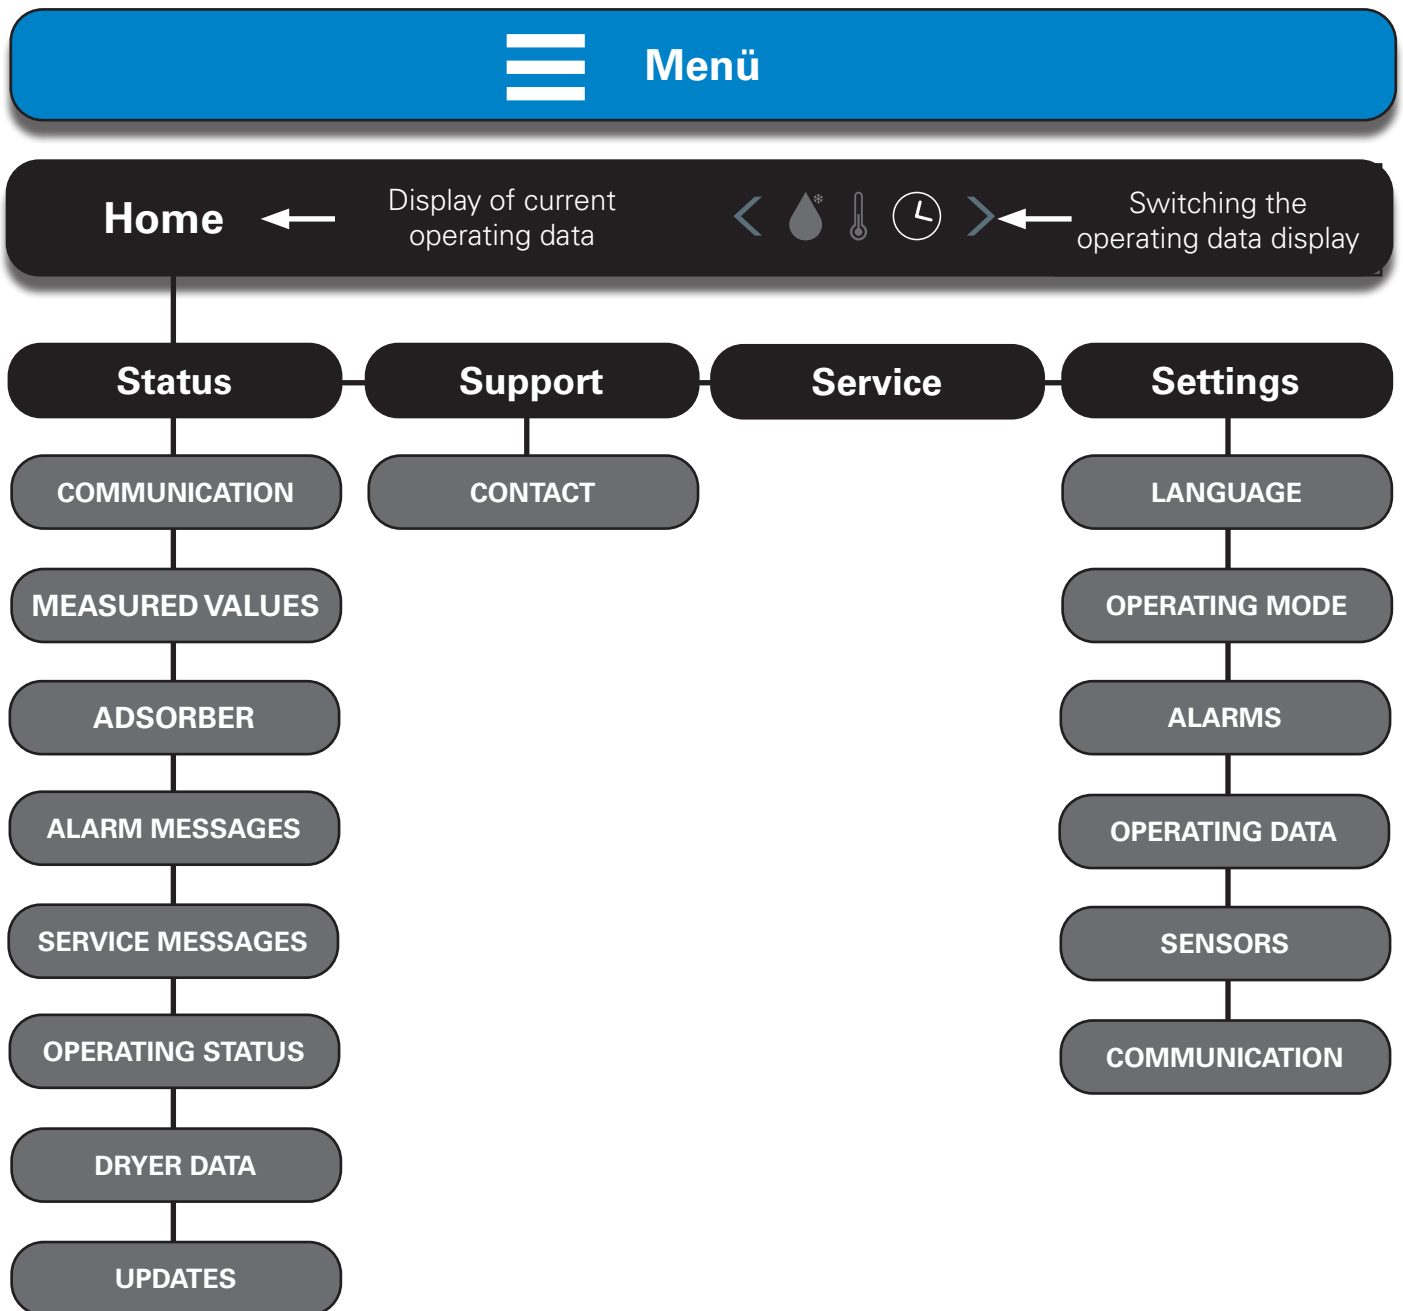 Menü
Home
Display of current
operating data
Switching the
operating data display
Status
Support
Service
Settings
COMMUNICATION
CONTACT
LANGUAGE
MEASURED VALUES
OPERATING MODE
ADSORBER
ALARMS
ALARM MESSAGES
OPERATING DATA
SERVICE MESSAGES
SENSORS
OPERATING STATUS
COMMUNICATION
DRYER DATA
UPDATES